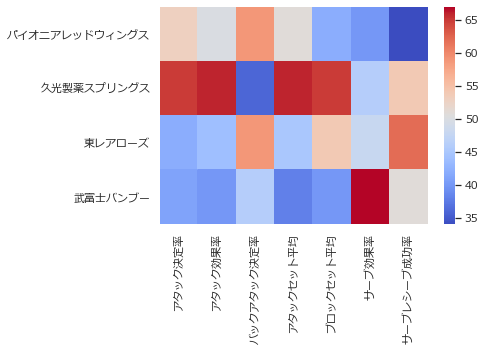 パイオニアレッドウィングス
久光製薬スプリングス
東レアローズ
武富士バンブー
アタック決定率
アタック効果率
バックアタック決定率
アタックセット平均
ブロックセット平均
サーブ効果率
サーブレシーブ成功率
65
60
55
50
45
40
35